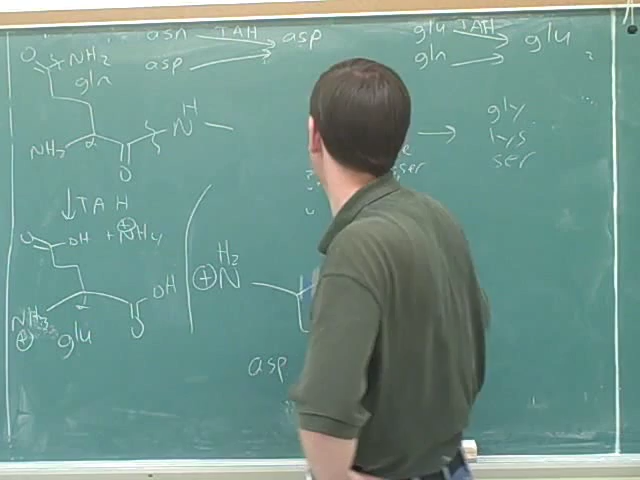 asn TAH asp
asp
glu TAH glu
gln
O NH2
gln
H
N
NH2 α
O
TAH
O OH + ⊕NH4
OH
O
NH3
⊕
glu
H2
⊕N
asp
gly
lys
ser
ser